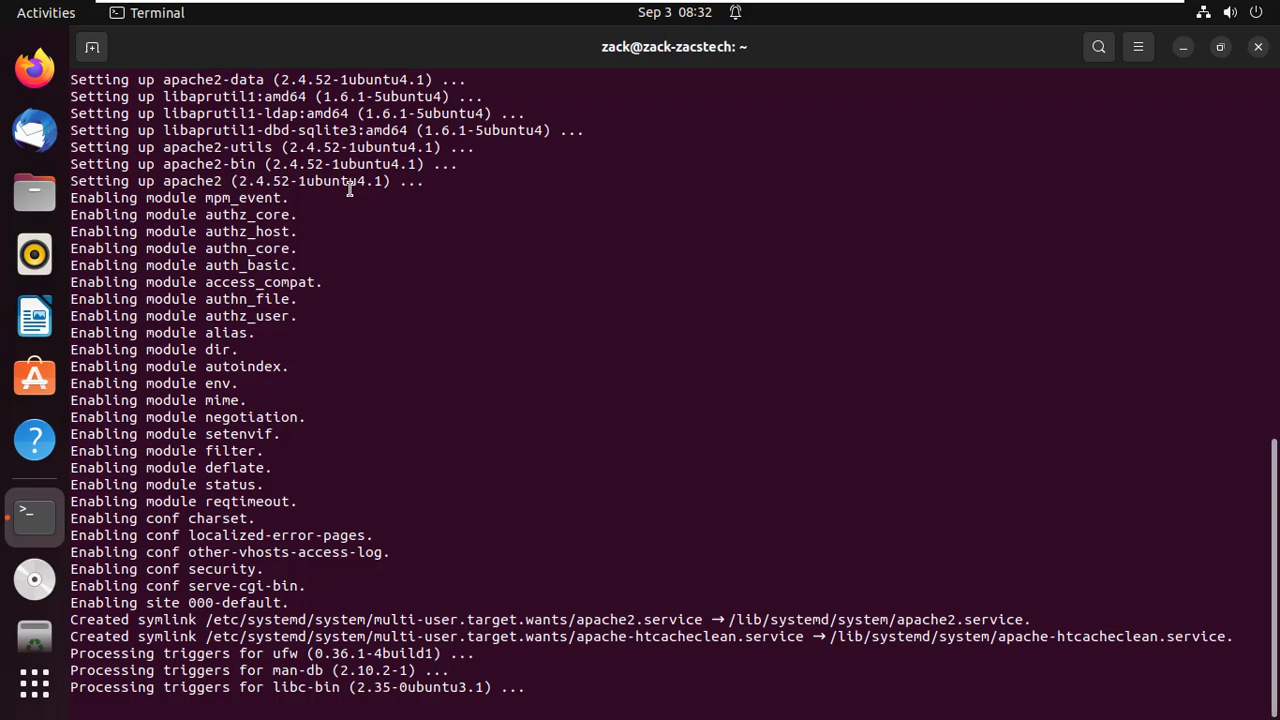 Activities
Terminal
Sep 3 08:32
zack@zack-zacstech: ~
Setting up apache2-data (2.4.52-1ubuntu4.1) ...
Setting up libaprutil1:amd64 (1.6.1-5ubuntu4) ...
Setting up libaprutil1-ldap:amd64 (1.6.1-5ubuntu4) ...
Setting up libaprutil1-dbd-sqlite3:amd64 (1.6.1-5ubuntu4) ...
Setting up apache2-utils (2.4.52-1ubuntu4.1) ...
Setting up apache2-bin (2.4.52-1ubuntu4.1) ...
Setting up apache2 (2.4.52-1ubuntu4.1) ...
Enabling module mpm_event.
Enabling module authz_core.
Enabling module authz_host.
Enabling module authn_core.
Enabling module auth_basic.
Enabling module access_compat.
Enabling module authn_file.
Enabling module authz_user.
Enabling module alias.
Enabling module dir.
Enabling module autoindex.
Enabling module env.
Enabling module mime.
Enabling module negotiation.
Enabling module setenvif.
Enabling module filter.
Enabling module deflate.
Enabling module status.
Enabling module reqtimeout.
Enabling conf charset.
Enabling conf localized-error-pages.
Enabling conf other-vhosts-access-log.
Enabling conf security.
Enabling conf serve-cgi-bin.
Enabling site 000-default.
Created symlink /etc/systemd/system/multi-user.target.wants/apache2.service → /lib/systemd/system/apache2.service.
Created symlink /etc/systemd/system/multi-user.target.wants/apache-htcacheclean.service → /lib/systemd/system/apache-htcacheclean.service.
Processing triggers for ufw (0.36.1-4build1) ...
Processing triggers for man-db (2.10.2-1) ...
Processing triggers for libc-bin (2.35-0ubuntu3.1) ...